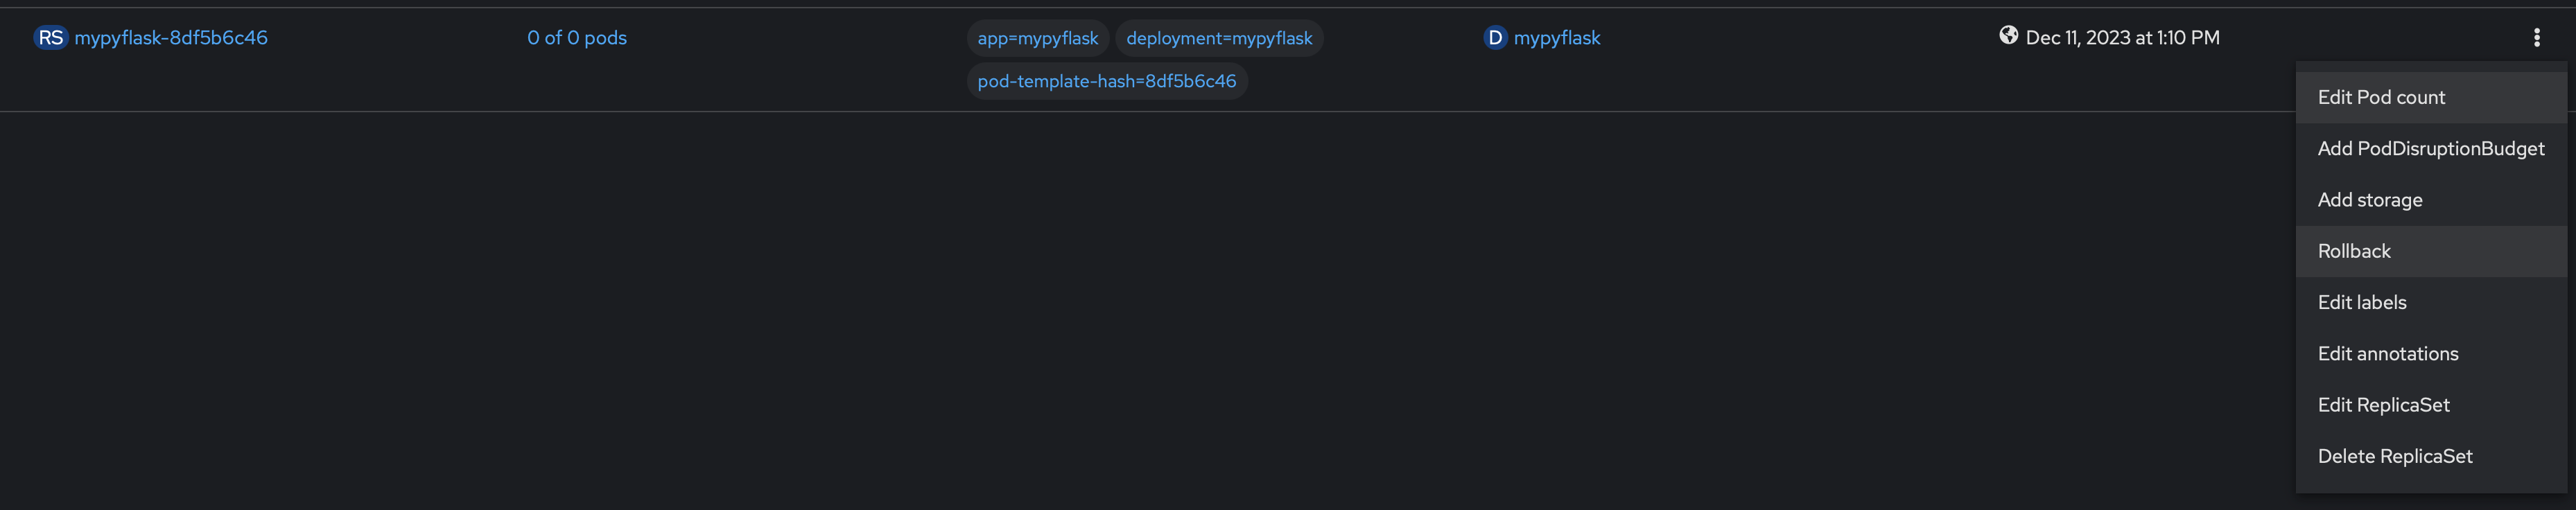 RS mypyflask-8df5b6c46 0 of 0 pods app=mypyflask deployment=mypyflask D mypyflask Dec 11, 2023 at 1:10 PM
pod-template-hash=8df5b6c46
Edit Pod count
Add PodDisruptionBudget
Add storage
Rollback
Edit labels
Edit annotations
Edit ReplicaSet
Delete ReplicaSet